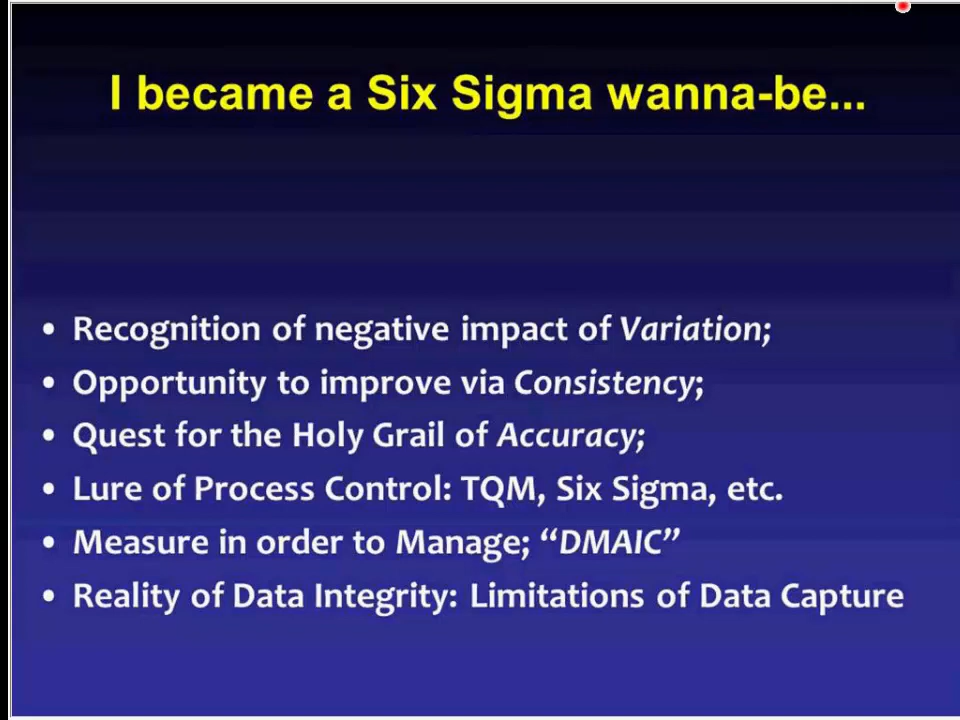 I became a Six Sigma wanna-be...
• Recognition of negative impact of Variation;
• Opportunity to improve via Consistency;
• Quest for the Holy Grail of Accuracy;
• Lure of Process Control: TQM, Six Sigma, etc.
• Measure in order to Manage; “DMAIC”
• Reality of Data Integrity: Limitations of Data Capture